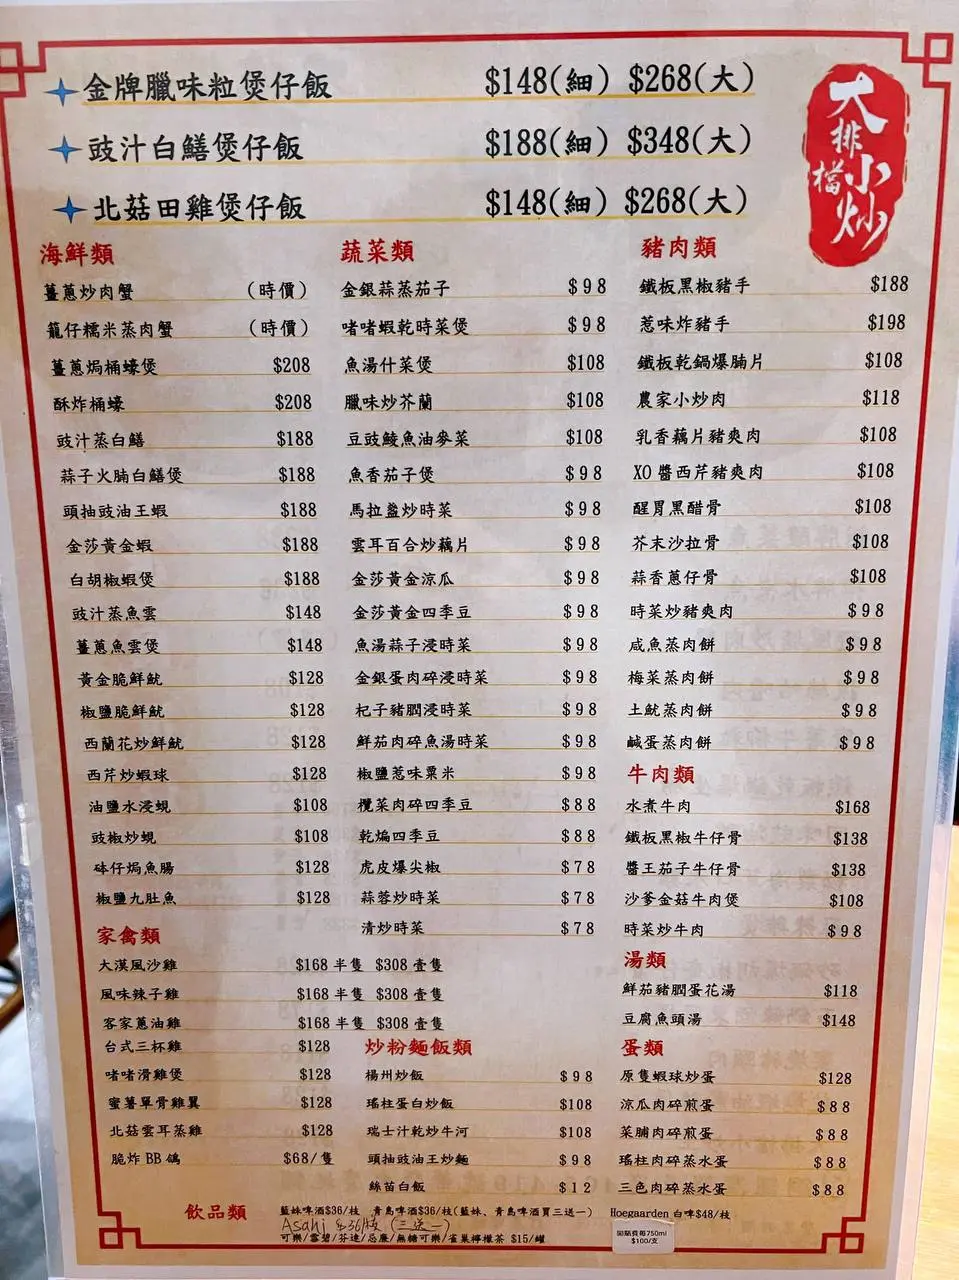 金牌臘味粒煲仔飯 $148(細) $268(大)
豉汁白鱔煲仔飯 $188(細) $348(大)
北菇田雞煲仔飯 $148(細) $268(大)
大排檔小炒
海鮮類
薑蔥炒肉蟹 (時價)
籠仔糯米蒸肉蟹 (時價)
薑蔥焗桶蠔煲 $208
酥炸桶蠔 $208
豉汁蒸白鱔 $188
蒜子火腩白鱔煲 $188
頭抽豉油王蝦 $188
金莎黃金蝦 $188
白胡椒蝦煲 $188
豉汁蒸魚雲 $148
薑蔥魚雲煲 $148
黃金脆鮮魷 $128
椒鹽脆鮮魷 $128
西蘭花炒鮮魷 $128
西芹炒蝦球 $128
油鹽水浸蜆 $108
豉椒炒蜆 $108
砵仔焗魚腸 $128
椒鹽九肚魚 $128
家禽類
大漠風沙雞 $168 半隻 $308 壹隻
風味辣子雞 $168 半隻 $308 壹隻
客家蔥油雞 $168 半隻 $308 壹隻
台式三杯雞 $128
啫啫滑雞煲 $128
蜜薯單骨雞翼 $128
北菇雲耳蒸雞 $128
脆炸 BB 鴿 $68/隻
蔬菜類
金銀蒜蒸茄子 $98
啫啫蝦乾時菜煲 $98
魚湯什菜煲 $108
臘味炒芥蘭 $108
豆豉鯪魚油麥菜 $108
魚香茄子煲 $98
馬拉盞炒時菜 $98
雲耳百合炒藕片 $98
金莎黃金涼瓜 $98
金莎黃金四季豆 $98
魚湯蒜子浸時菜 $98
金銀蛋肉碎浸時菜 $98
杞子豬膶浸時菜 $98
鮮茄肉碎魚湯時菜 $98
椒鹽惹味粟米 $98
欖菜肉碎四季豆 $88
乾煸四季豆 $88
虎皮爆尖椒 $78
蒜蓉炒時菜 $78
清炒時菜 $78
炒粉麵飯類
楊州炒飯 $98
瑤柱蛋白炒飯 $108
瑞士汁乾炒牛河 $108
頭抽豉油王炒麵 $98
絲苗白飯 $12
豬肉類
鐵板黑椒豬手 $188
惹味炸豬手 $198
鐵板乾鍋爆腩片 $108
農家小炒肉 $118
乳香藕片豬爽肉 $108
XO 醬西芹豬爽肉 $108
醒胃黑醋骨 $108
芥末沙拉骨 $108
蒜香蔥仔骨 $108
時菜炒豬爽肉 $98
咸魚蒸肉餅 $98
梅菜蒸肉餅 $98
土魷蒸肉餅 $98
鹹蛋蒸肉餅 $98
牛肉類
水煮牛肉 $168
鐵板黑椒牛仔骨 $138
醬王茄子牛仔骨 $138
沙爹金菇牛肉煲 $108
時菜炒牛肉 $98
湯類
鮮茄豬膶蛋花湯 $118
豆腐魚頭湯 $148
蛋類
原隻蝦球炒蛋 $128
涼瓜肉碎煎蛋 $88
菜脯肉碎煎蛋 $88
瑤柱肉碎蒸水蛋 $88
三色肉碎蒸水蛋 $88
飲品類
藍妹啤酒$36/枝 青島啤酒$36/枝(藍妹、青島啤酒買三送一) Hoegaarden 白啤$48/枝
Asahi $36/枝 (三送一)
可樂/雪碧/芬達/忌廉/無糖可樂/雀巢檸檬茶 $15/罐
開瓶費每750ml
$100/支